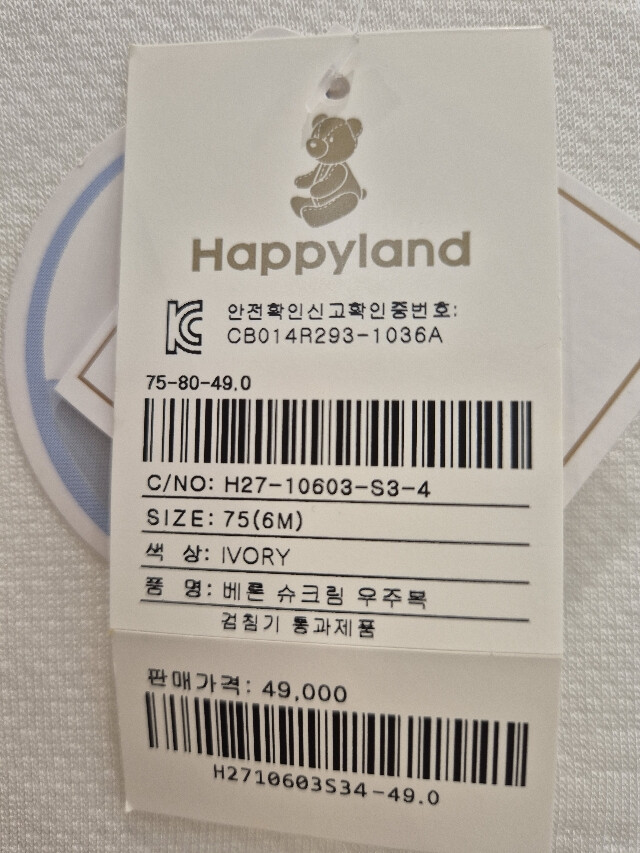 Happyland
안전확인신고확인증번호:
CB014R293-1036A
75-80-49.0
C/NO: H27-10603-S3-4
SIZE: 75(6M)
색 상: IVORY
품 명: 베론 슈크림 우주복
검침기 통과제품
판매가격: 49,000
H2710603S34-49.0